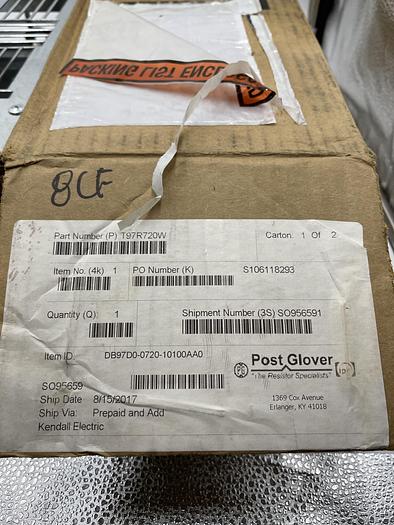 PACKING LIST ENC
8CF
Part Number (P) T97R720W
Carton: 1 Of 2
Item No. (4k) 1 PO Number (K) S106118293
Quantity (Q): 1 Shipment Number (3S) SO956591
Item ID: DB97D0-0720-10100AA0
Post Glover
"The Resistor Specialists"
SO95659
Ship Date 8/15/2017
Ship Via: Prepaid and Add
Kendall Electric
1369 Cox Avenue
Erlanger, KY 41018